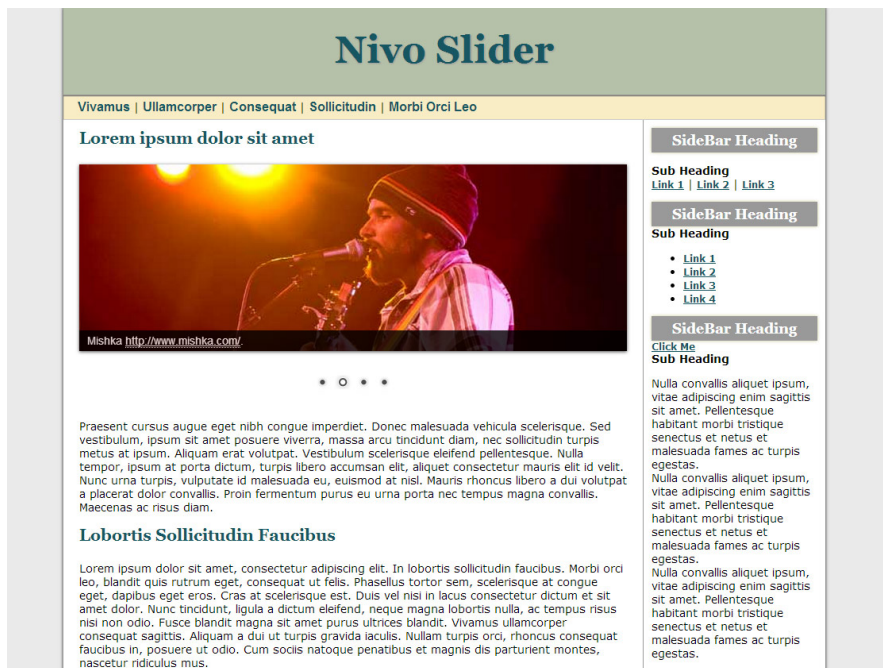 Nivo Slider
Vivamus | Ullamcorper | Consequat | Sollicitudin | Morbi Orci Leo
Lorem ipsum dolor sit amet
Mishka http://www.mishka.com/.
Praesent cursus augue eget nibh congue imperdiet. Donec malesuada vehicula scelerisque. Sed
vestibulum, ipsum sit amet posuere viverra, massa arcu tincidunt diam, nec sollicitudin turpis
metus at ipsum. Aliquam erat volutpat. Vestibulum scelerisque eleifend pellentesque. Nulla
tempor, ipsum at porta dictum, turpis libero accumsan elit, aliquet consectetur mauris elit id velit.
Nunc urna turpis, vulputate id malesuada eu, euismod at nisl. Mauris rhoncus libero a dui volutpat
a placerat dolor convallis. Proin fermentum purus eu urna porta nec tempus magna convallis.
Maecenas ac risus diam.
Lobortis Sollicitudin Faucibus
Lorem ipsum dolor sit amet, consectetur adipiscing elit. In lobortis sollicitudin faucibus. Morbi orci
leo, blandit quis rutrum eget, consequat ut felis. Phasellus tortor sem, scelerisque at congue
eget, dapibus eget eros. Cras at scelerisque est. Duis vel nisi in lacus consectetur dictum et sit
amet dolor. Nunc tincidunt, ligula a dictum eleifend, neque magna lobortis nulla, ac tempus risus
nisi non odio. Fusce blandit magna sit amet purus ultrices blandit. Vivamus ullamcorper
consequat sagittis. Aliquam a dui ut turpis gravida iaculis. Nullam turpis orci, rhoncus consequat
faucibus in, posuere ut odio. Cum sociis natoque penatibus et magnis dis parturient montes,
nascetur ridiculus mus.
SideBar Heading
Sub Heading
Link 1 | Link 2 | Link 3
SideBar Heading
Sub Heading
Link 1
Link 2
Link 3
Link 4
SideBar Heading
Click Me
Sub Heading
Nulla convallis aliquet ipsum,
vitae adipiscing enim sagittis
sit amet. Pellentesque
habitant morbi tristique
senectus et netus et
malesuada fames ac turpis
egestas.
Nulla convallis aliquet ipsum,
vitae adipiscing enim sagittis
sit amet. Pellentesque
habitant morbi tristique
senectus et netus et
malesuada fames ac turpis
egestas.
Nulla convallis aliquet ipsum,
vitae adipiscing enim sagittis
sit amet. Pellentesque
habitant morbi tristique
senectus et netus et
malesuada fames ac turpis
egestas.